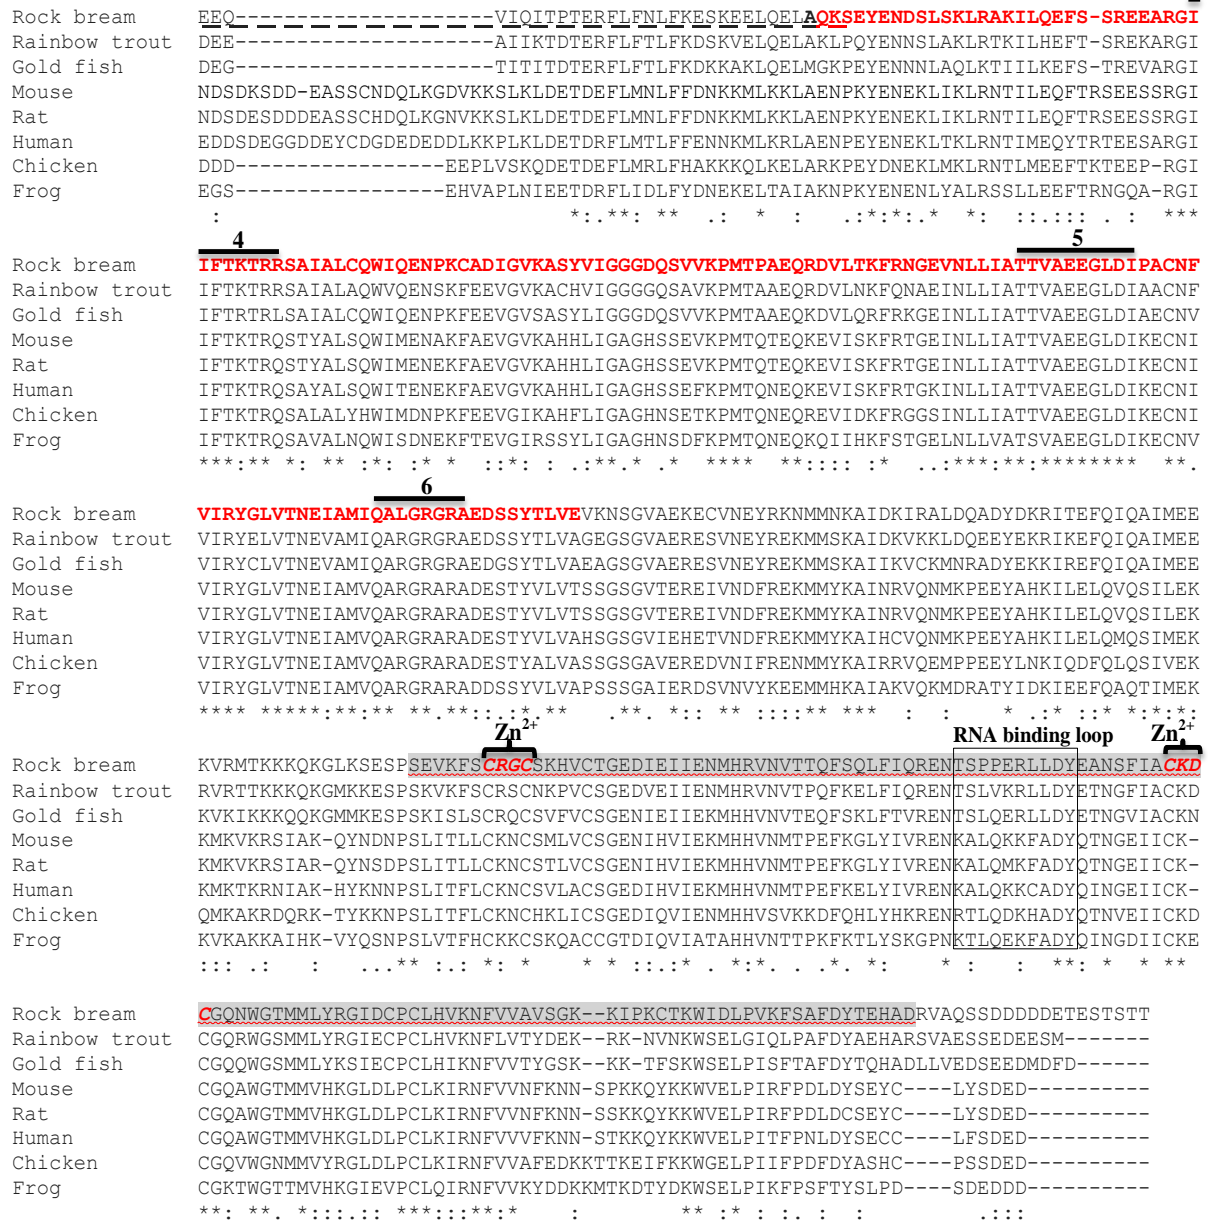 Rock bream EEQ------------------VIQITPTERFLFNLFKESKEELQELAQKSEYENDSLSKLRAKILQEFS-SREEARGI
Rainbow trout DEE------------------AIIKTDTERFLFTLFKDSKVELQELAKLPQYENNSLAKLRTKILHEFT-SREKARGI
Gold fish DEG------------------TITITDTERFLFTLFKDKKAKLQELMGKPEYENNNLAQLKTIILKEFS-TREVARGI
Mouse NDSDKSDD-EASSCNDQLKGDVKKSLKLDETDEFLMNLFFDNKKMLKKLAENPKYENEKLIKLRNTILEQFTRSEESSRGI
Rat NDSDESDDDEASSCHDQLKGNVKKSLKLDETDEFLMNLFFDNKKMLKKLAENPKYENEKLIKLRNTILEQFTRSEESSRGI
Human EDDSDEGGDDEYCDGDEDEDDLKKPLKLDETDRFLMTLFFENNKMLKRLAENPEYENEKLTKLRNTIMEQYTRTEESARGI
Chicken DDD-----------------EEPLVSKQDETDEFLMRLFHAKKKQLKELARKPEYDNEKLMKLRNTLMEEFTKTEEP-RGI
Frog EGS-----------------EHVAPLNIEETDRFLIDLFYDNEKELTAIAKNPKYENENLYALRSSLLEEFTRNGQA-RGI
: *:.**: ** .: * : .:*:*:.* *: ::.::: . : ***
4 5
Rock bream IFTKTRRSAIALCQWIQENPKCADIGVKASYVIGGGDQSVVKPMTPAEQRDVLTKFRNGEVNLLIATTVAEEGLDIPACNF
Rainbow trout IFTKTRRSAIALAQWVQENSKFEEVGVKACHVIGGGGQSAVKPMTAAEQRDVLNKFQNAEINLLIATTVAEEGLDIAACNF
Gold fish IFTRTRLSAIALCQWIQENPKFEEVGVSASYLIGGGDQSVVKPMTAAEQKDVLQRFRKGEINLLIATTVAEEGLDIAECNV
Mouse IFTKTRQSTYALSQWIMENAKFAEVGVKAHHLIGAGHSSEVKPMTQTEQKEVISKFRTGEINLLIATTVAEEGLDIKECNI
Rat IFTKTRQSTYALSQWIMENEKFAEVGVKAHHLIGAGHSSEVKPMTQTEQKEVISKFRTGEINLLIATTVAEEGLDIKECNI
Human IFTKTRQSAYALSQWITENEKFAEVGVKAHHLIGAGHSSEFKPMTQNEQKEVISKFRTGKINLLIATTVAEEGLDIKECNI
Chicken IFTKTRQSALALYHWIMDNPKFEEVGIKAHFLIGAGHNSETKPMTQNEQREVIDKFRGGSINLLIATTVAEEGLDIKECNI
Frog IFTKTRQSAVALNQWISDNEKFTEVGIRSSYLIGAGHNSDFKPMTQNEQKQIIHKFSTGELNLLVATSVAEEGLDIKECNV
***:** *: ** :*: :* * ::*: .:**.* .* **** **:::: :* ..:***:**:******** **.
6
Rock bream VIRYGLVTNEIAMIQALGRGRAEDSSYTLVEVKNSGVAEKECVNEYRKNMMNKAIDKIRALDQADYDKRITEFQIQAIMEE
Rainbow trout VIRYELVTNEVAMIQARGRGRAEDSSYTLVAGEGSGVAERESVNEYREKMMSKAIDKVKKLDQEEYEKRIKEFQIQAIMEE
Gold fish VIRYCLVTNEVAMIQARGRGRAEDGSYTLVAEAGSGVAERESVNEYREKMMSKAIIKVCKMNRADYEKKIREFQIQAIMEE
Mouse VIRYGLVTNEIAMVQARGRARADESTYVLVTSSGSGVTEREIVNDFREKMMYKAINRVQNMKPEEYAHKILELQVQSILEK
Rat VIRYGLVTNEIAMVQARGRARADESTYVLVTSSGSGVTEREIVNDFREKMMYKAINRVQNMKPEEYAHKILELQVQSILEK
Human VIRYGLVTNEIAMVQARGRARADESTYVLVAHSGSGVIEHETVNDFREKMMYKAIHCVQNMKPEEYAHKILELQMQSIMEK
Chicken VIRYGLVTNEIAMVQARGRARADESTYALVASSGSGAVEREDVNIFRENMMYKAIRRVQEMPPEEYLNKIQDFQLQSIVEK
Frog VIRYGLVTNEIAMVQARGRARADDSSYVLVAPSSSGAIERDSVNVYKEEMMHKAIAKVQKMDRATYIDKIEEFQAQTIMEK
**** *****:**:** **.**::.:*.** .**. *:: ** ::::** *** : : * .:* ::* *:*:*:
Zn2+ RNA binding loop Zn2+
Rock bream KVRMTKKKQKGLKSESPSEVKFSCRGCSKHVCTGEDIEIIENMHRVNVTTQFSQLFIQRENTSPPERLLDYEANSFIACKD
Rainbow trout RVRTTKKKQKGMKKESPSKVKFSCRSCNKPVCSGEDVEIIENMHRVNVTPQFKELFIQRENTSLVKRLLDYETNGFIACKD
Gold fish KVKIKKKQQKGMMKESPSKISLSCRQCSVFVCSGENIEIIEKMHHVNVTEQFSKLFTVRENTSLQERLLDYETNGVIACKN
Mouse KMKVKRSIAK-QYNDNPSLITLLCKNCSMLVCSGENIHVIEKMHHVNMTPEFKGLYIVRENKALQKKFADYQTNGEIICK-
Rat KMKVKRSIAR-QYNSDPSLITLLCKNCSTLVCSGENIHVIEKMHHVNMTPEFKGLYIVRENKALQMKFADYQTNGEIICK-
Human KMKTKRNIAK-HYKNNPSLITFLCKNCSVLACSGEDIHVIEKMHHVNMTPEFKELYIVRENKALQKKCADYQINGEIICK-
Chicken QMKAKRDQRK-TYKKNPSLITFLCKNCHKLICSGEDIQVIENMHHVSVKKDFQHLYHKRENRTLQDKHADYQTNVEIICKD
Frog KVKAKKAIHK-VYQSNPSLVTFHCKKCSKQACCGTDIQVIATAHHVNTTPKFKTLYSKGPNKTLQEKFADYQINGDIICKE
::: .: : ...** :.: *: * * * ::.:* . *:*. .*. *: * : : **: * * **
Rock bream CGQNWGTMMLYRGIDCPCLHVKNFVVAVSGK--KIPKCTKWIDLPVKFSAFDYTEHADRVAQSSDDDDDETESTSTT
Rainbow trout CGQRWGSMMLYRGIECPCLHVKNFLVTYDEK--RK-NVNKWSELGIQLPAFDYAEHARSVAESSEDEESM-------
Gold fish CGQQWGSMMLYKSIECPCLHIKNFVVTYGSK--KK-TFSKWSELPISFTAFDYTQHADLLVEDSEEDMDFD------
Mouse CGQAWGTMMVHKGLDLPCLKIRNFVVNFKNN-SPKKQYKKWVELPIRFPDLDYSEYC----LYSDED----------
Rat CGQAWGTMMVHKGLDLPCLKIRNFVVNFKNN-SSKKQYKKWVELPIRFPDLDCSEYC----LYSDED----------
Human CGQAWGTMMVHKGLDLPCLKIRNFVVVFKNN-STKKQYKKWVELPITFPNLDYSECC----LFSDED----------
Chicken CGQVWGNMMVYRGLDLPCLKIRNFVVAFEDKKTTKEIFKKWGELPIIFPDFDYASHC----PSSDED----------
Frog CGKTWGTTMVHKGIEVPCLQIRNFVVKYDDKKMTKDTYDKWSELPIKFPSFTYSLPD----SDEDDD----------
**: **. *:::.:: ***:::**:* : ** :* : : : .:::